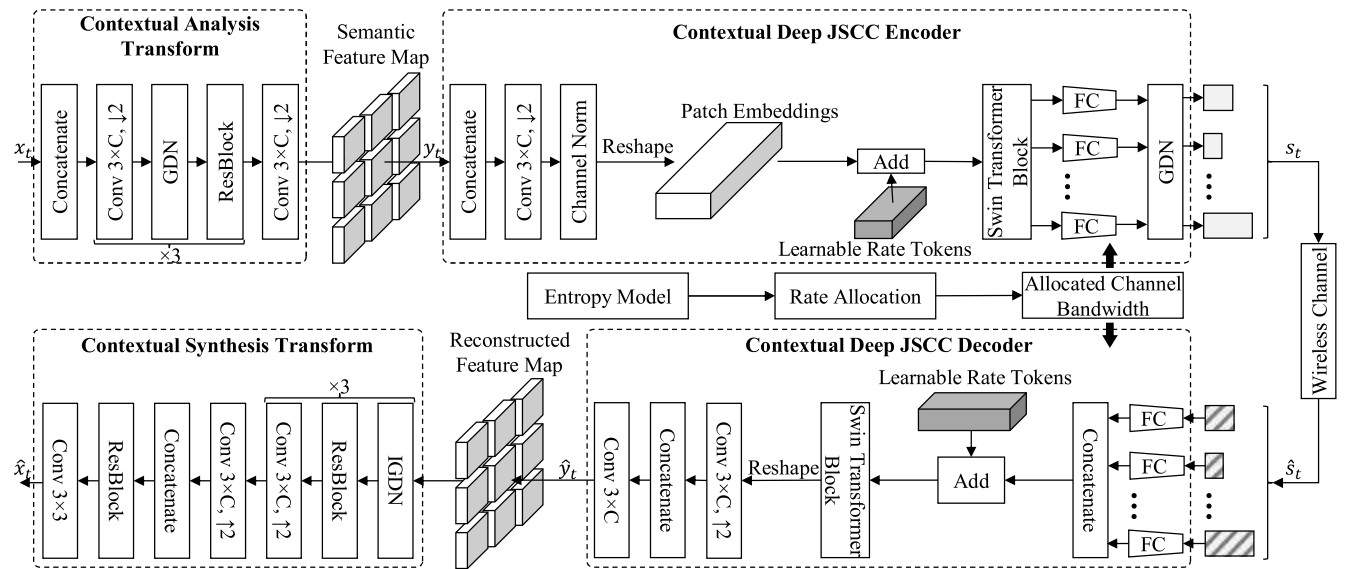 Contextual Analysis
Transform
x_t
Concatenate
Conv 3×C, ↓2
GDN
ResBlock
Conv 3×C, ↓2
×3
Semantic
Feature Map
y_t
Contextual Deep JSCC Encoder
Concatenate
Conv 3×C, ↓2
Channel Norm
Reshape
Patch Embeddings
Add
Learnable Rate Tokens
Swin Transformer
Block
FC
FC
FC
GDN
s_t
Wireless Channel
Entropy Model
Rate Allocation
Allocated Channel
Bandwidth
Contextual Synthesis Transform
×3
x̂_t
Conv 3×3
ResBlock
Concatenate
Conv 3×C, ↑2
Conv 3×C, ↑2
ResBlock
IGDN
Reconstructed
Feature Map
ŷ_t
Contextual Deep JSCC Decoder
Conv 3×C
Concatenate
Conv 3×C, ↑2
Reshape
Swin Transformer
Block
Learnable Rate Tokens
Add
Concatenate
FC
FC
FC
ŝ_t